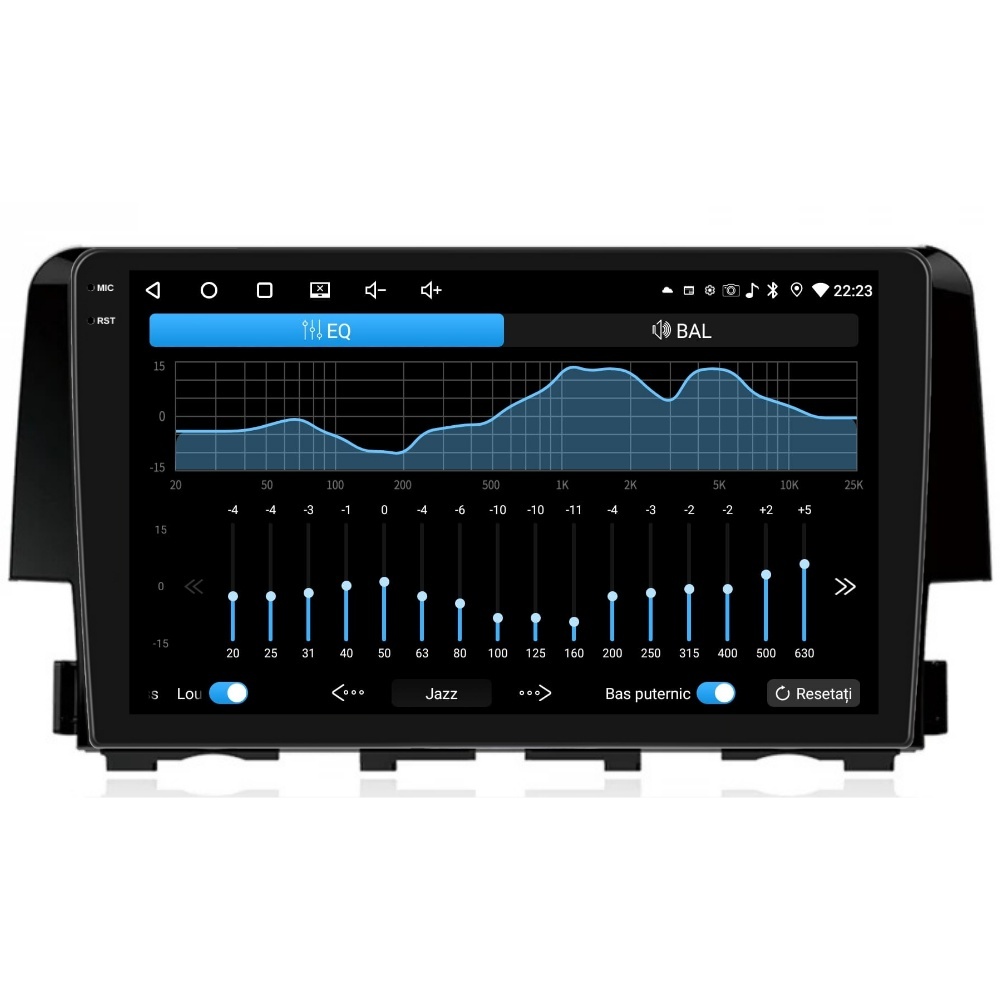 MIC
RST
22:23
EQ
BAL
15
0
-15
20 50 100 200 500 1K 2K 5K 10K 25K
-4 -4 -3 -1 0 -4 -6 -10 -10 -11 -4 -3 -2 -2 +2 +5
15
0
-15
20 25 31 40 50 63 80 100 125 160 200 250 315 400 500 630
s Lou Jazz Bas puternic Resetați